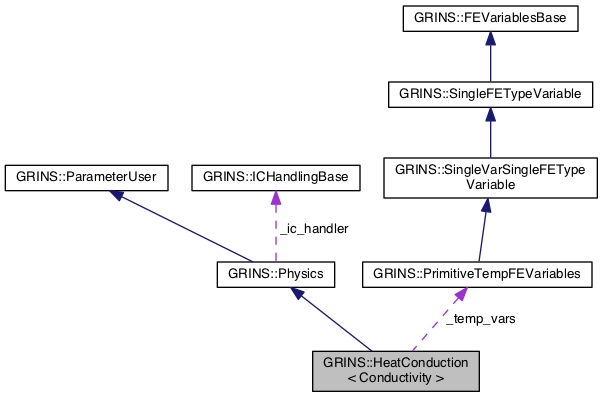 GRINS::FEVariablesBase
GRINS::SingleFETypeVariable
GRINS::ParameterUser
GRINS::ICHandlingBase
GRINS::SingleVarSingleFEType
Variable
_ic_handler
GRINS::Physics
GRINS::PrimitiveTempFEVariables
_temp_vars
GRINS::HeatConduction
< Conductivity >